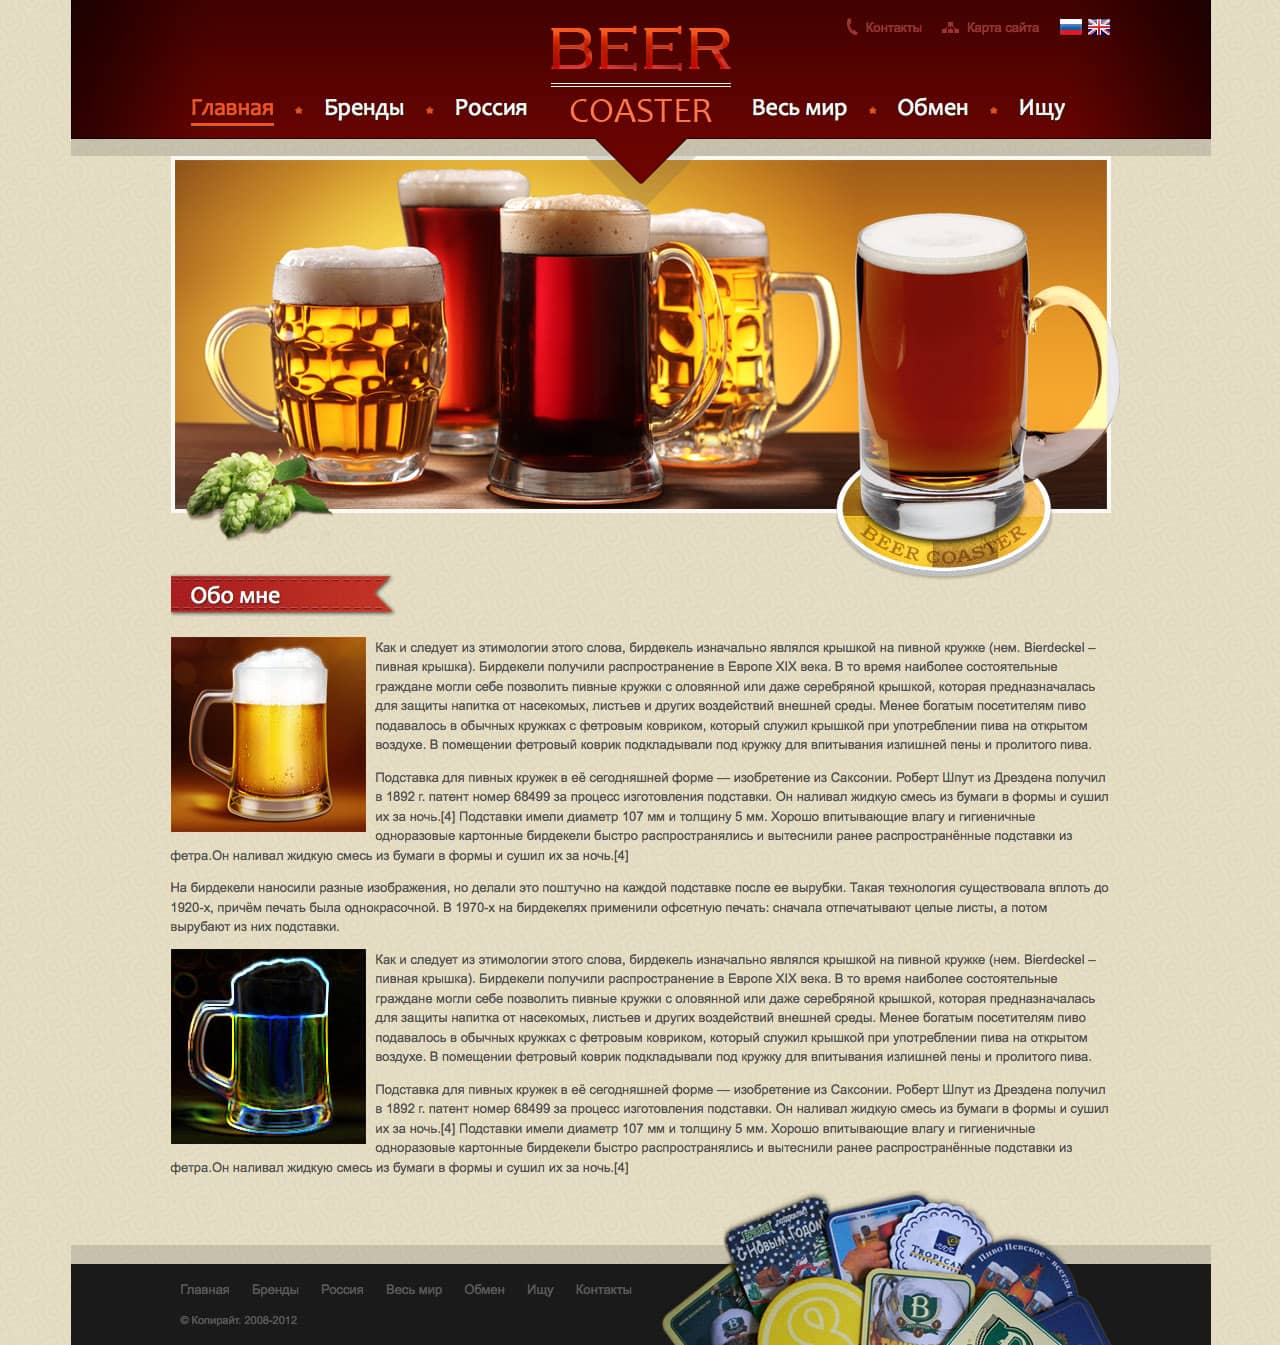 BEER
COASTER
Контакты
Карта сайта
Главная
Бренды
Россия
Весь мир
Обмен
Ищу
BEER COASTER
Обо мне
Как и следует из этимологии этого слова, бирдекель изначально являлся крышкой на пивной кружке (нем. Bierdeckel –
пивная крышка). Бирдекели получили распространение в Европе XIX века. В то время наиболее состоятельные
граждане могли себе позволить пивные кружки с оловянной или даже серебряной крышкой, которая предназначалась
для защиты напитка от насекомых, листьев и других воздействий внешней среды. Менее богатым посетителям пиво
подавалось в обычных кружках с фетровым ковриком, который служил крышкой при употреблении пива на открытом
воздухе. В помещении фетровый коврик подкладывали под кружку для впитывания излишней пены и пролитого пива.
Подставка для пивных кружек в её сегодняшней форме — изобретение из Саксонии. Роберт Шпут из Дрездена получил
в 1892 г. патент номер 68499 за процесс изготовления подставки. Он наливал жидкую смесь из бумаги в формы и сушил
их за ночь.[4] Подставки имели диаметр 107 мм и толщину 5 мм. Хорошо впитывающие влагу и гигиеничные
одноразовые картонные бирдекели быстро распространялись и вытеснили ранее распространённые подставки из
фетра.Он наливал жидкую смесь из бумаги в формы и сушил их за ночь.[4]
На бирдекели наносили разные изображения, но делали это поштучно на каждой подставке после ее вырубки. Такая технология существовала вплоть до
1920-х, причём печать была однокрасочной. В 1970-х на бирдекелях применили офсетную печать: сначала отпечатывают целые листы, а потом
вырубают из них подставки.
Как и следует из этимологии этого слова, бирдекель изначально являлся крышкой на пивной кружке (нем. Bierdeckel –
пивная крышка). Бирдекели получили распространение в Европе XIX века. В то время наиболее состоятельные
граждане могли себе позволить пивные кружки с оловянной или даже серебряной крышкой, которая предназначалась
для защиты напитка от насекомых, листьев и других воздействий внешней среды. Менее богатым посетителям пиво
подавалось в обычных кружках с фетровым ковриком, который служил крышкой при употреблении пива на открытом
воздухе. В помещении фетровый коврик подкладывали под кружку для впитывания излишней пены и пролитого пива.
Подставка для пивных кружек в её сегодняшней форме — изобретение из Саксонии. Роберт Шпут из Дрездена получил
в 1892 г. патент номер 68499 за процесс изготовления подставки. Он наливал жидкую смесь из бумаги в формы и сушил
их за ночь.[4] Подставки имели диаметр 107 мм и толщину 5 мм. Хорошо впитывающие влагу и гигиеничные
одноразовые картонные бирдекели быстро распространялись и вытеснили ранее распространённые подставки из
фетра.Он наливал жидкую смесь из бумаги в формы и сушил их за ночь.[4]
С Новым Годом
TROPICAL
Пиво Невское – всегда
B
B
Главная
Бренды
Россия
Весь мир
Обмен
Ищу
Контакты
© Копирайт. 2008-2012